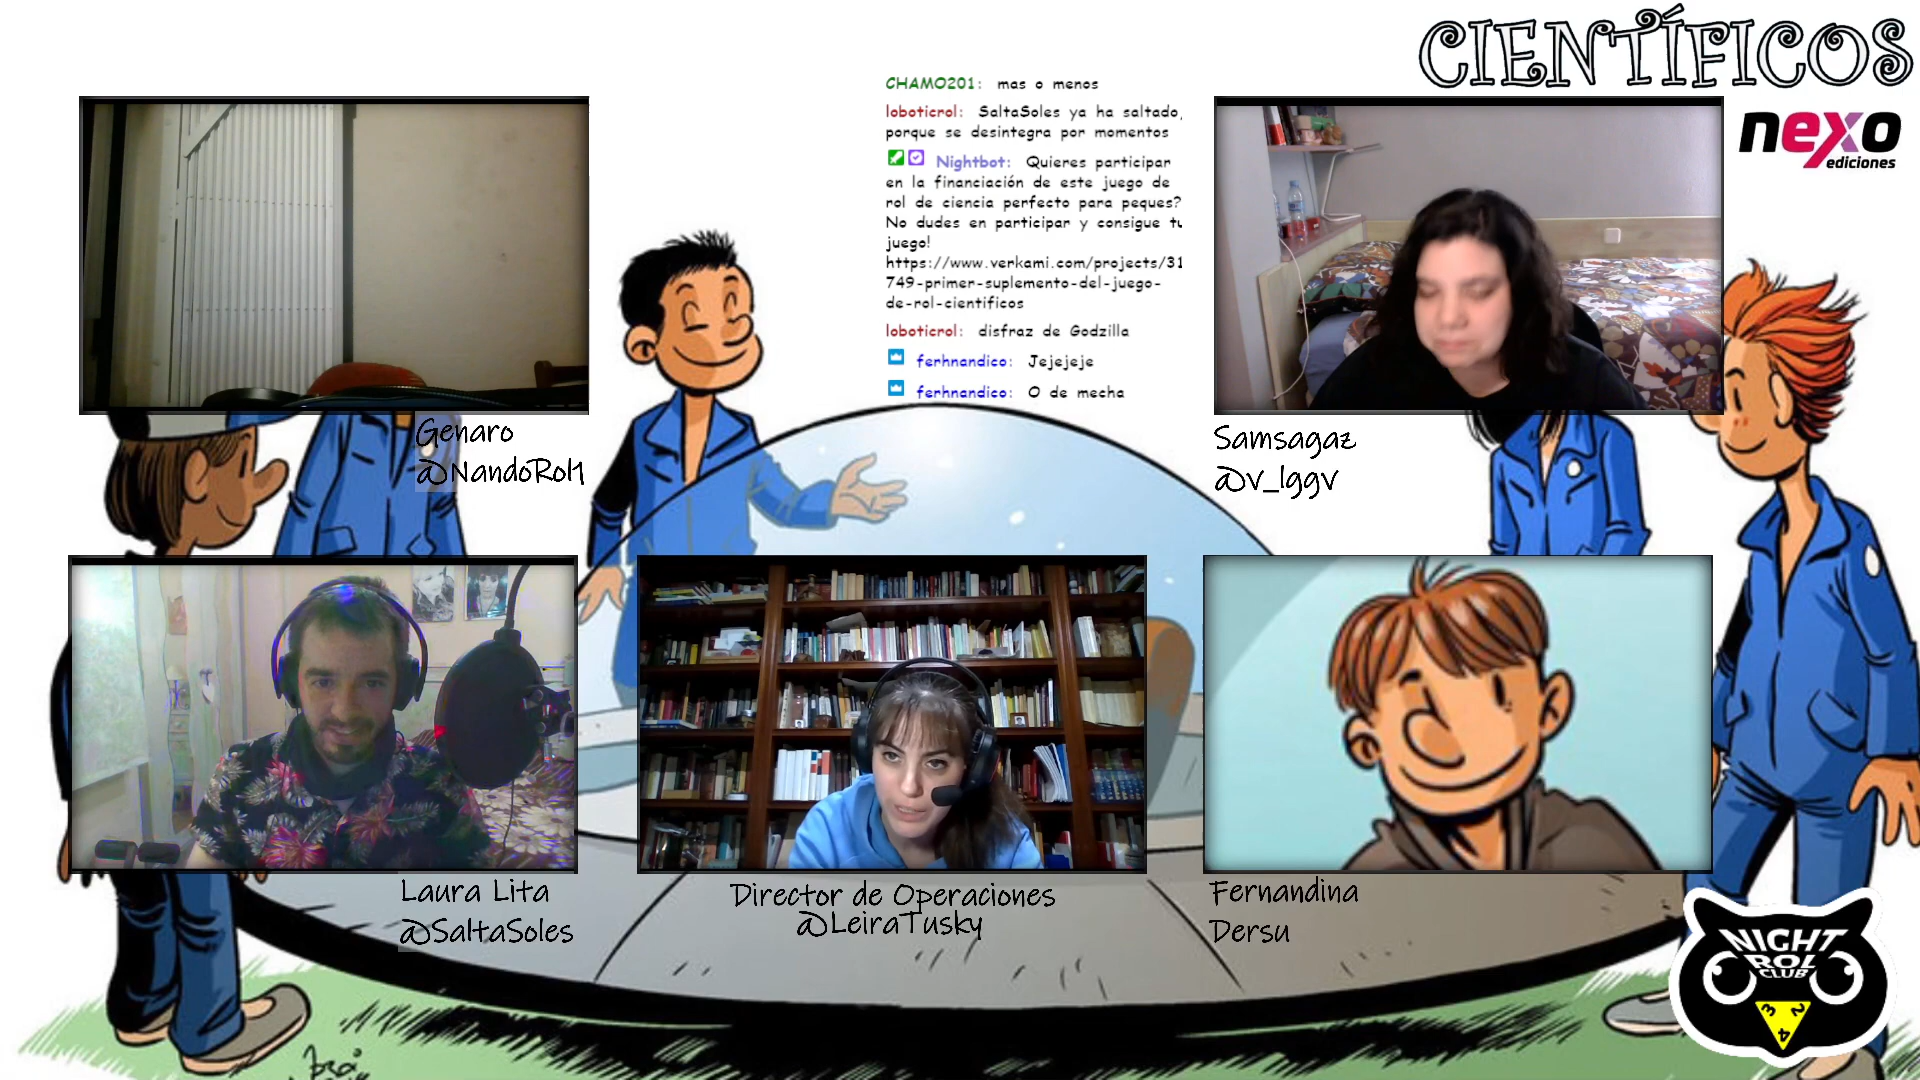 CIENTÍFICOS
nexo
ediciones
CHAMO201: mas o menos
loboticrol: SaltaSoles ya ha saltado,
porque se desintegra por momentos
Nightbot: Quieres participar
en la financiación de este juego de
rol de ciencia perfecto para peques?
No dudes en participar y consigue tu
juego!
https://www.verkami.com/projects/31
749-primer-suplemento-del-juego-
de-rol-cientificos
loboticrol: disfraz de Godzilla
ferhnandico: Jejejeje
ferhnandico: O de mecha
Genaro
@NandoRol1
Samsagaz
@v_lggv
Laura Lita
@SaltaSoles
Director de Operaciones
@LeiraTusky
Fernandina
Dersu
NIGHT
ROL
CLUB
3 2
4